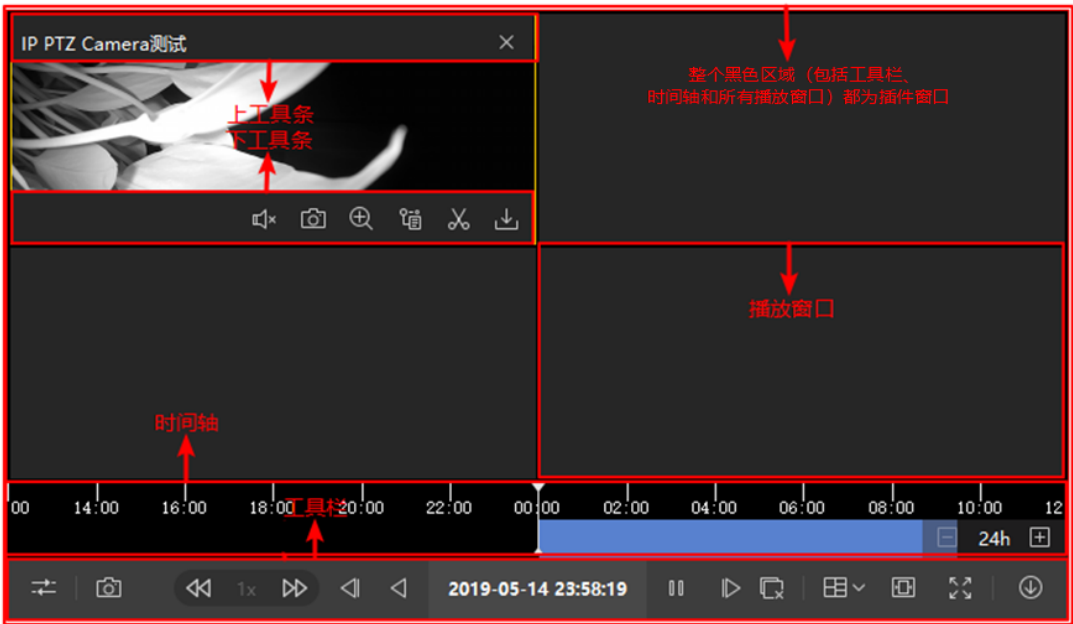 IP PTZ Camera测试
整个黑色区域（包括工具栏、
时间轴和所有播放窗口）都为插件窗口
上工具条
下工具条
播放窗口
时间轴
工具栏
00 14:00 16:00 18:00 20:00 22:00 00:00 02:00 04:00 06:00 08:00 10:00 12
24h
1x 2019-05-14 23:58:19